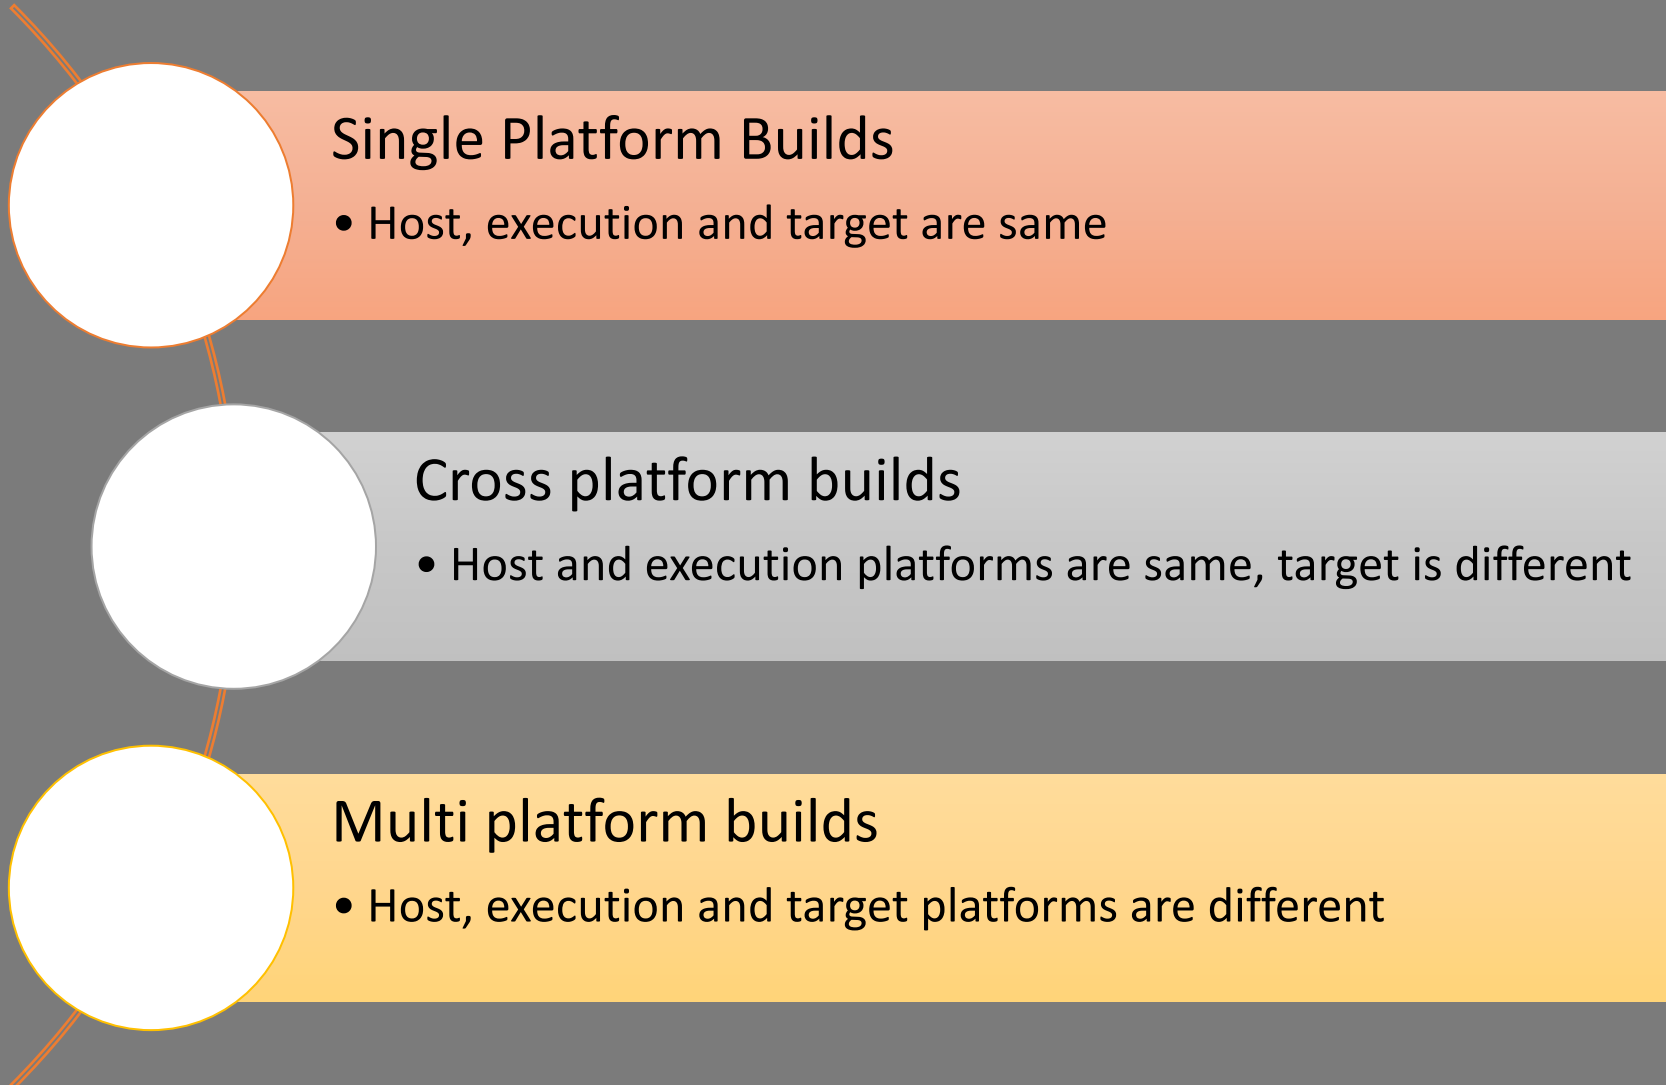 Single Platform Builds
• Host, execution and target are same
Cross platform builds
• Host and execution platforms are same, target is different
Multi platform builds
• Host, execution and target platforms are different